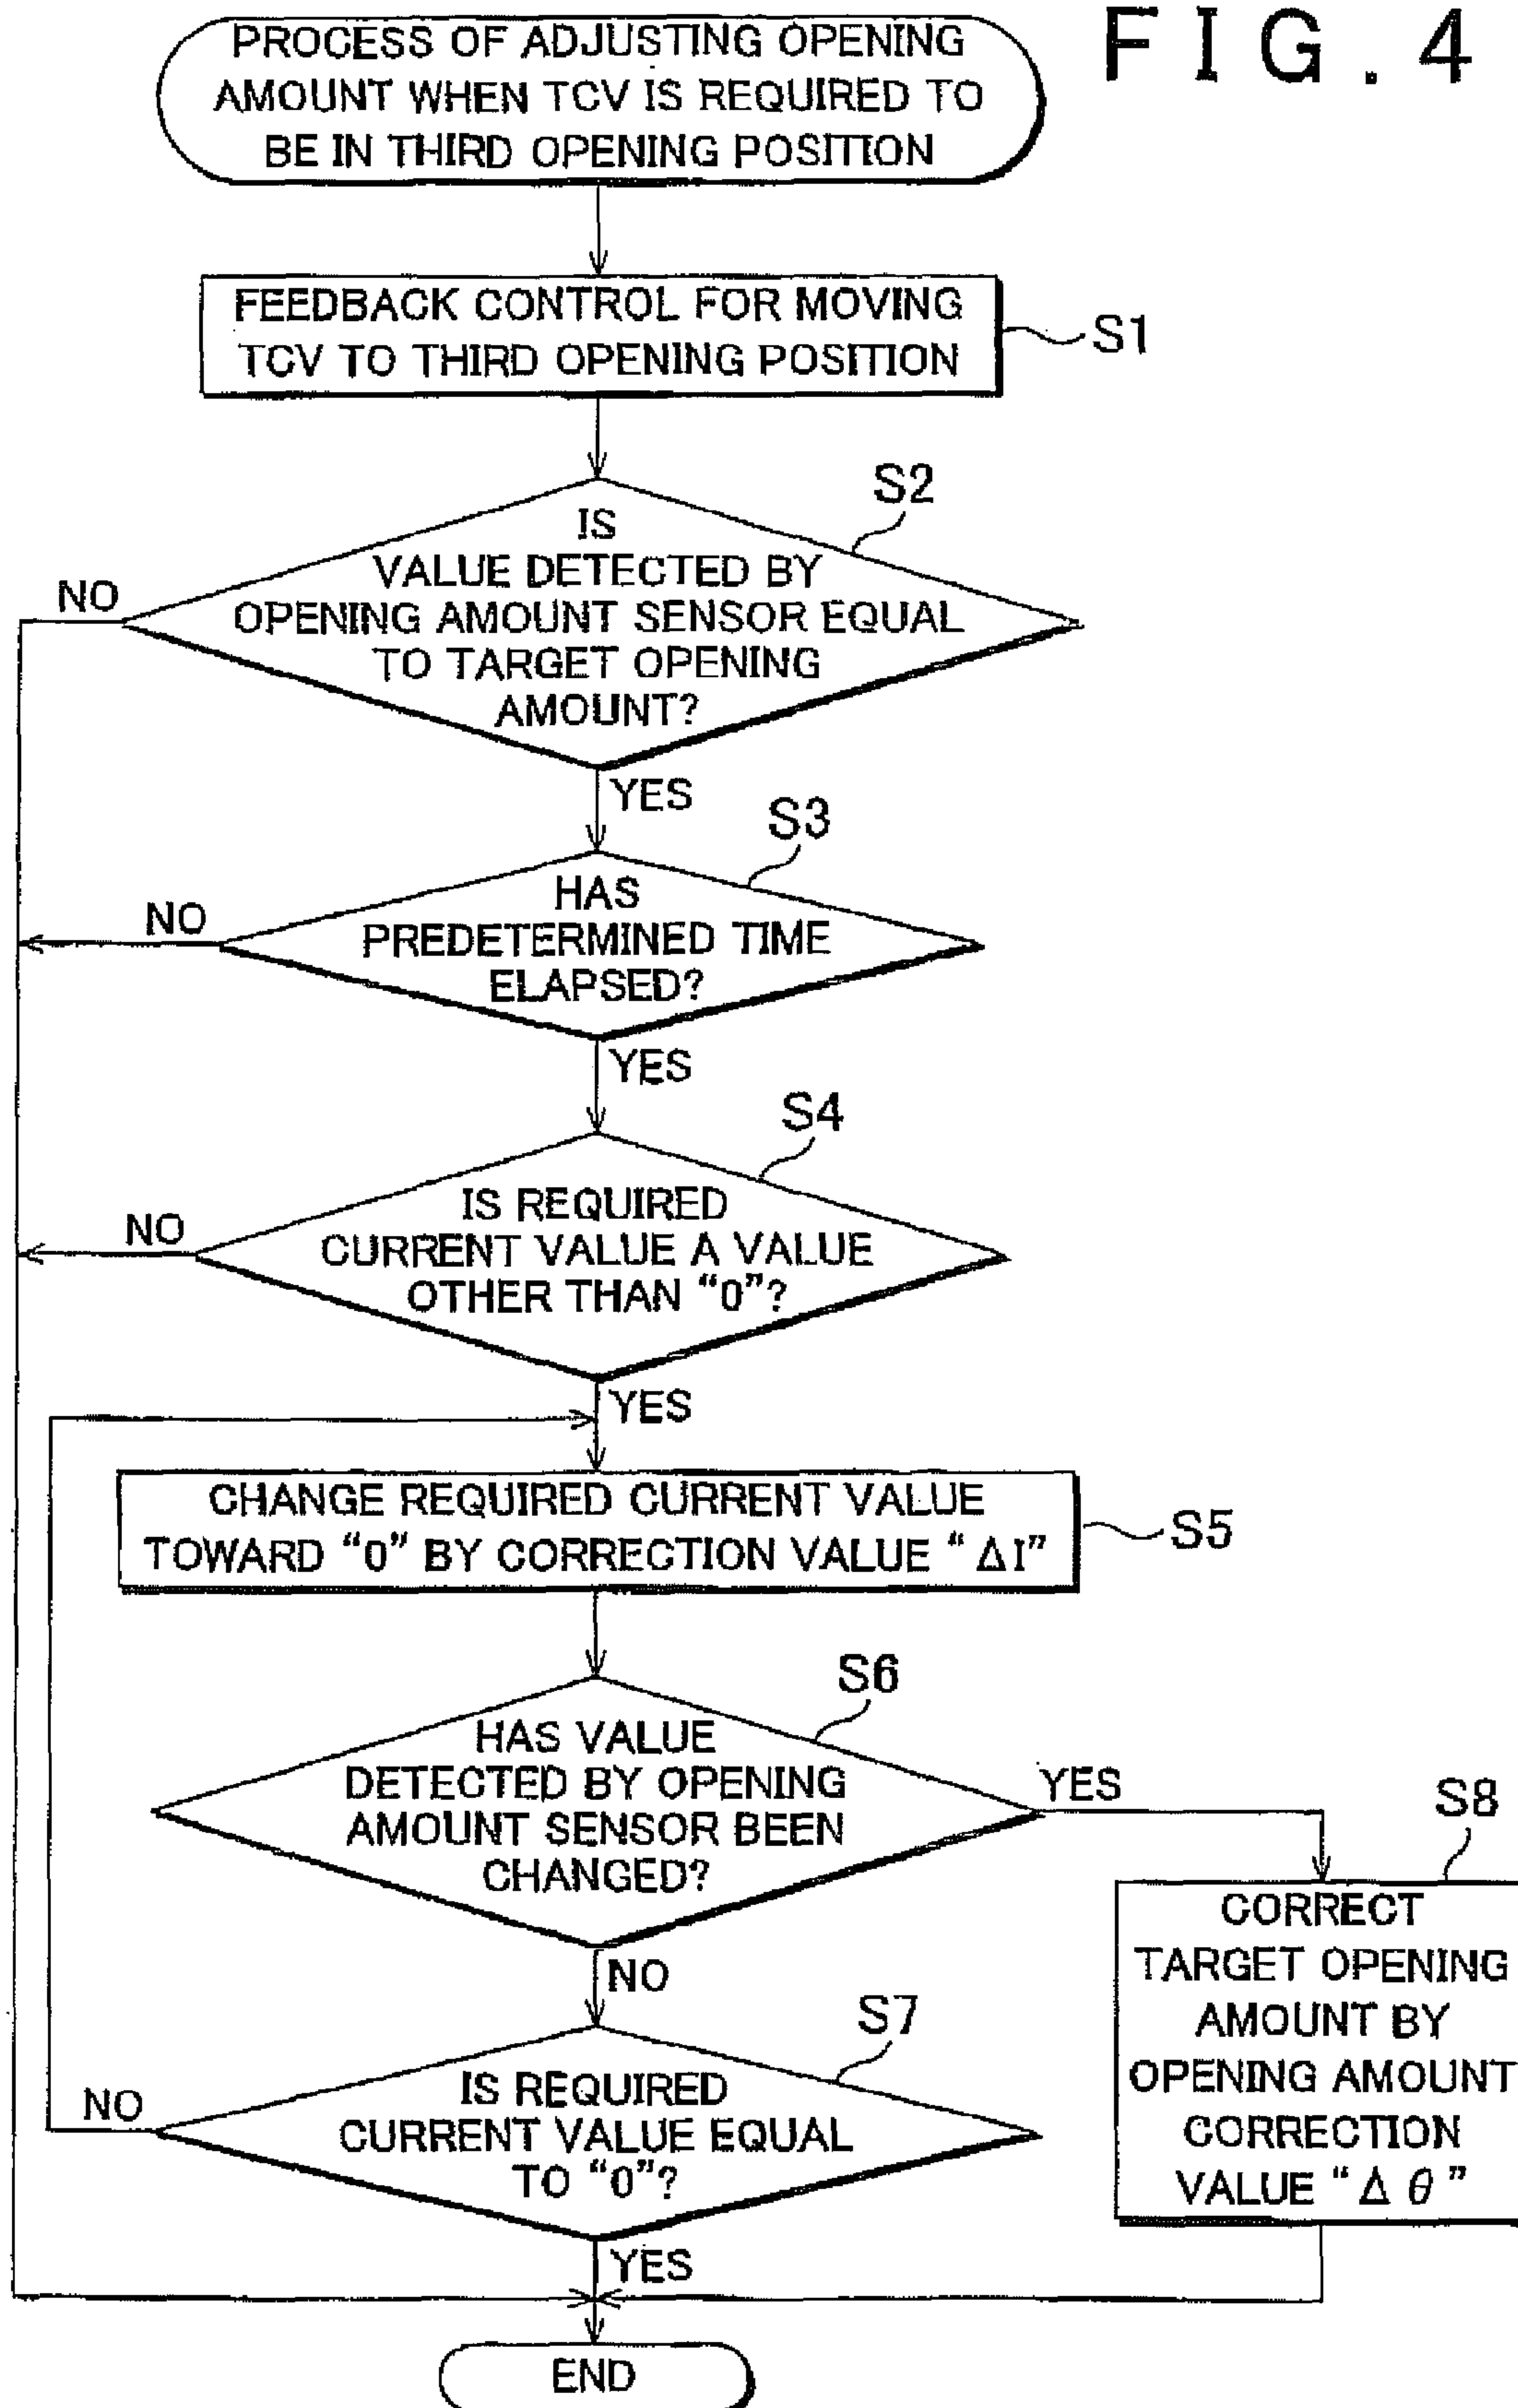 FIG. 4
PROCESS OF ADJUSTING OPENING
AMOUNT WHEN TCV IS REQUIRED TO
BE IN THIRD OPENING POSITION
FEEDBACK CONTROL FOR MOVING
TCV TO THIRD OPENING POSITION
S1
S2
IS
VALUE DETECTED BY
OPENING AMOUNT SENSOR EQUAL
TO TARGET OPENING
AMOUNT?
NO
YES
S3
HAS
PREDETERMINED TIME
ELAPSED?
NO
YES
S4
IS REQUIRED
CURRENT VALUE A VALUE
OTHER THAN “0”?
NO
YES
CHANGE REQUIRED CURRENT VALUE
TOWARD “0” BY CORRECTION VALUE “ΔI”
S5
S6
HAS VALUE
DETECTED BY OPENING
AMOUNT SENSOR BEEN
CHANGED?
YES
NO
S8
CORRECT
TARGET OPENING
AMOUNT BY
OPENING AMOUNT
CORRECTION
VALUE “Δθ”
S7
IS REQUIRED
CURRENT VALUE EQUAL
TO “0”?
NO
YES
END